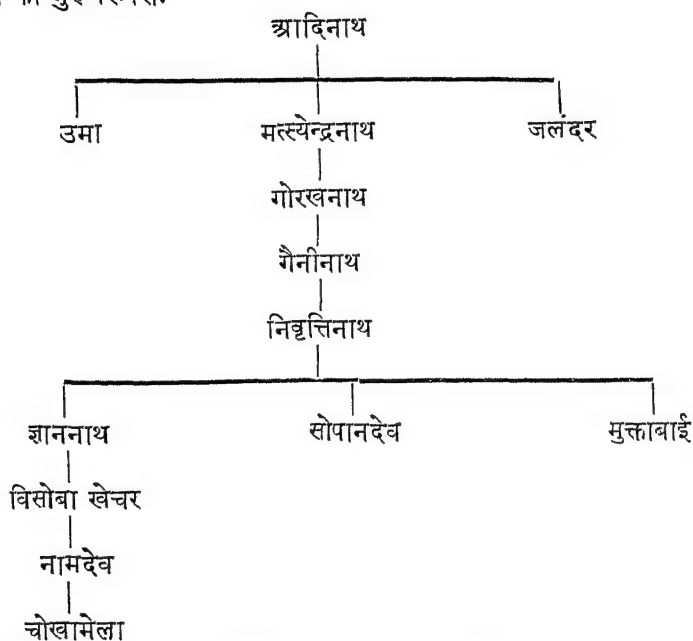 आदिनाथ
उमा मत्स्येन्द्रनाथ जलंदर
गोरखनाथ
गैनीनाथ
निवृत्तिनाथ
ज्ञाननाथ सोपानदेव मुक्ताबाई
विसोबा खेचर
नामदेव
चोखामेला